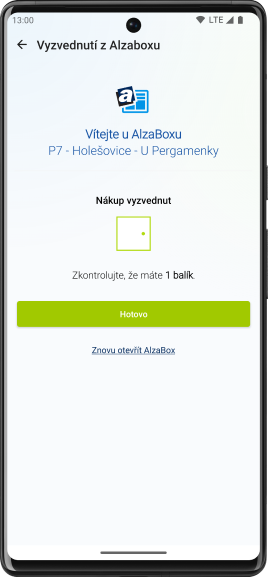 13:00
LTE
Vyzvednutí z Alzaboxu
a
Vítejte u AlzaBoxu
P7 - Holešovice - U Pergamenky
Nákup vyzvednut
Zkontrolujte, že máte 1 balík.
Hotovo
Znovu otevřít AlzaBox